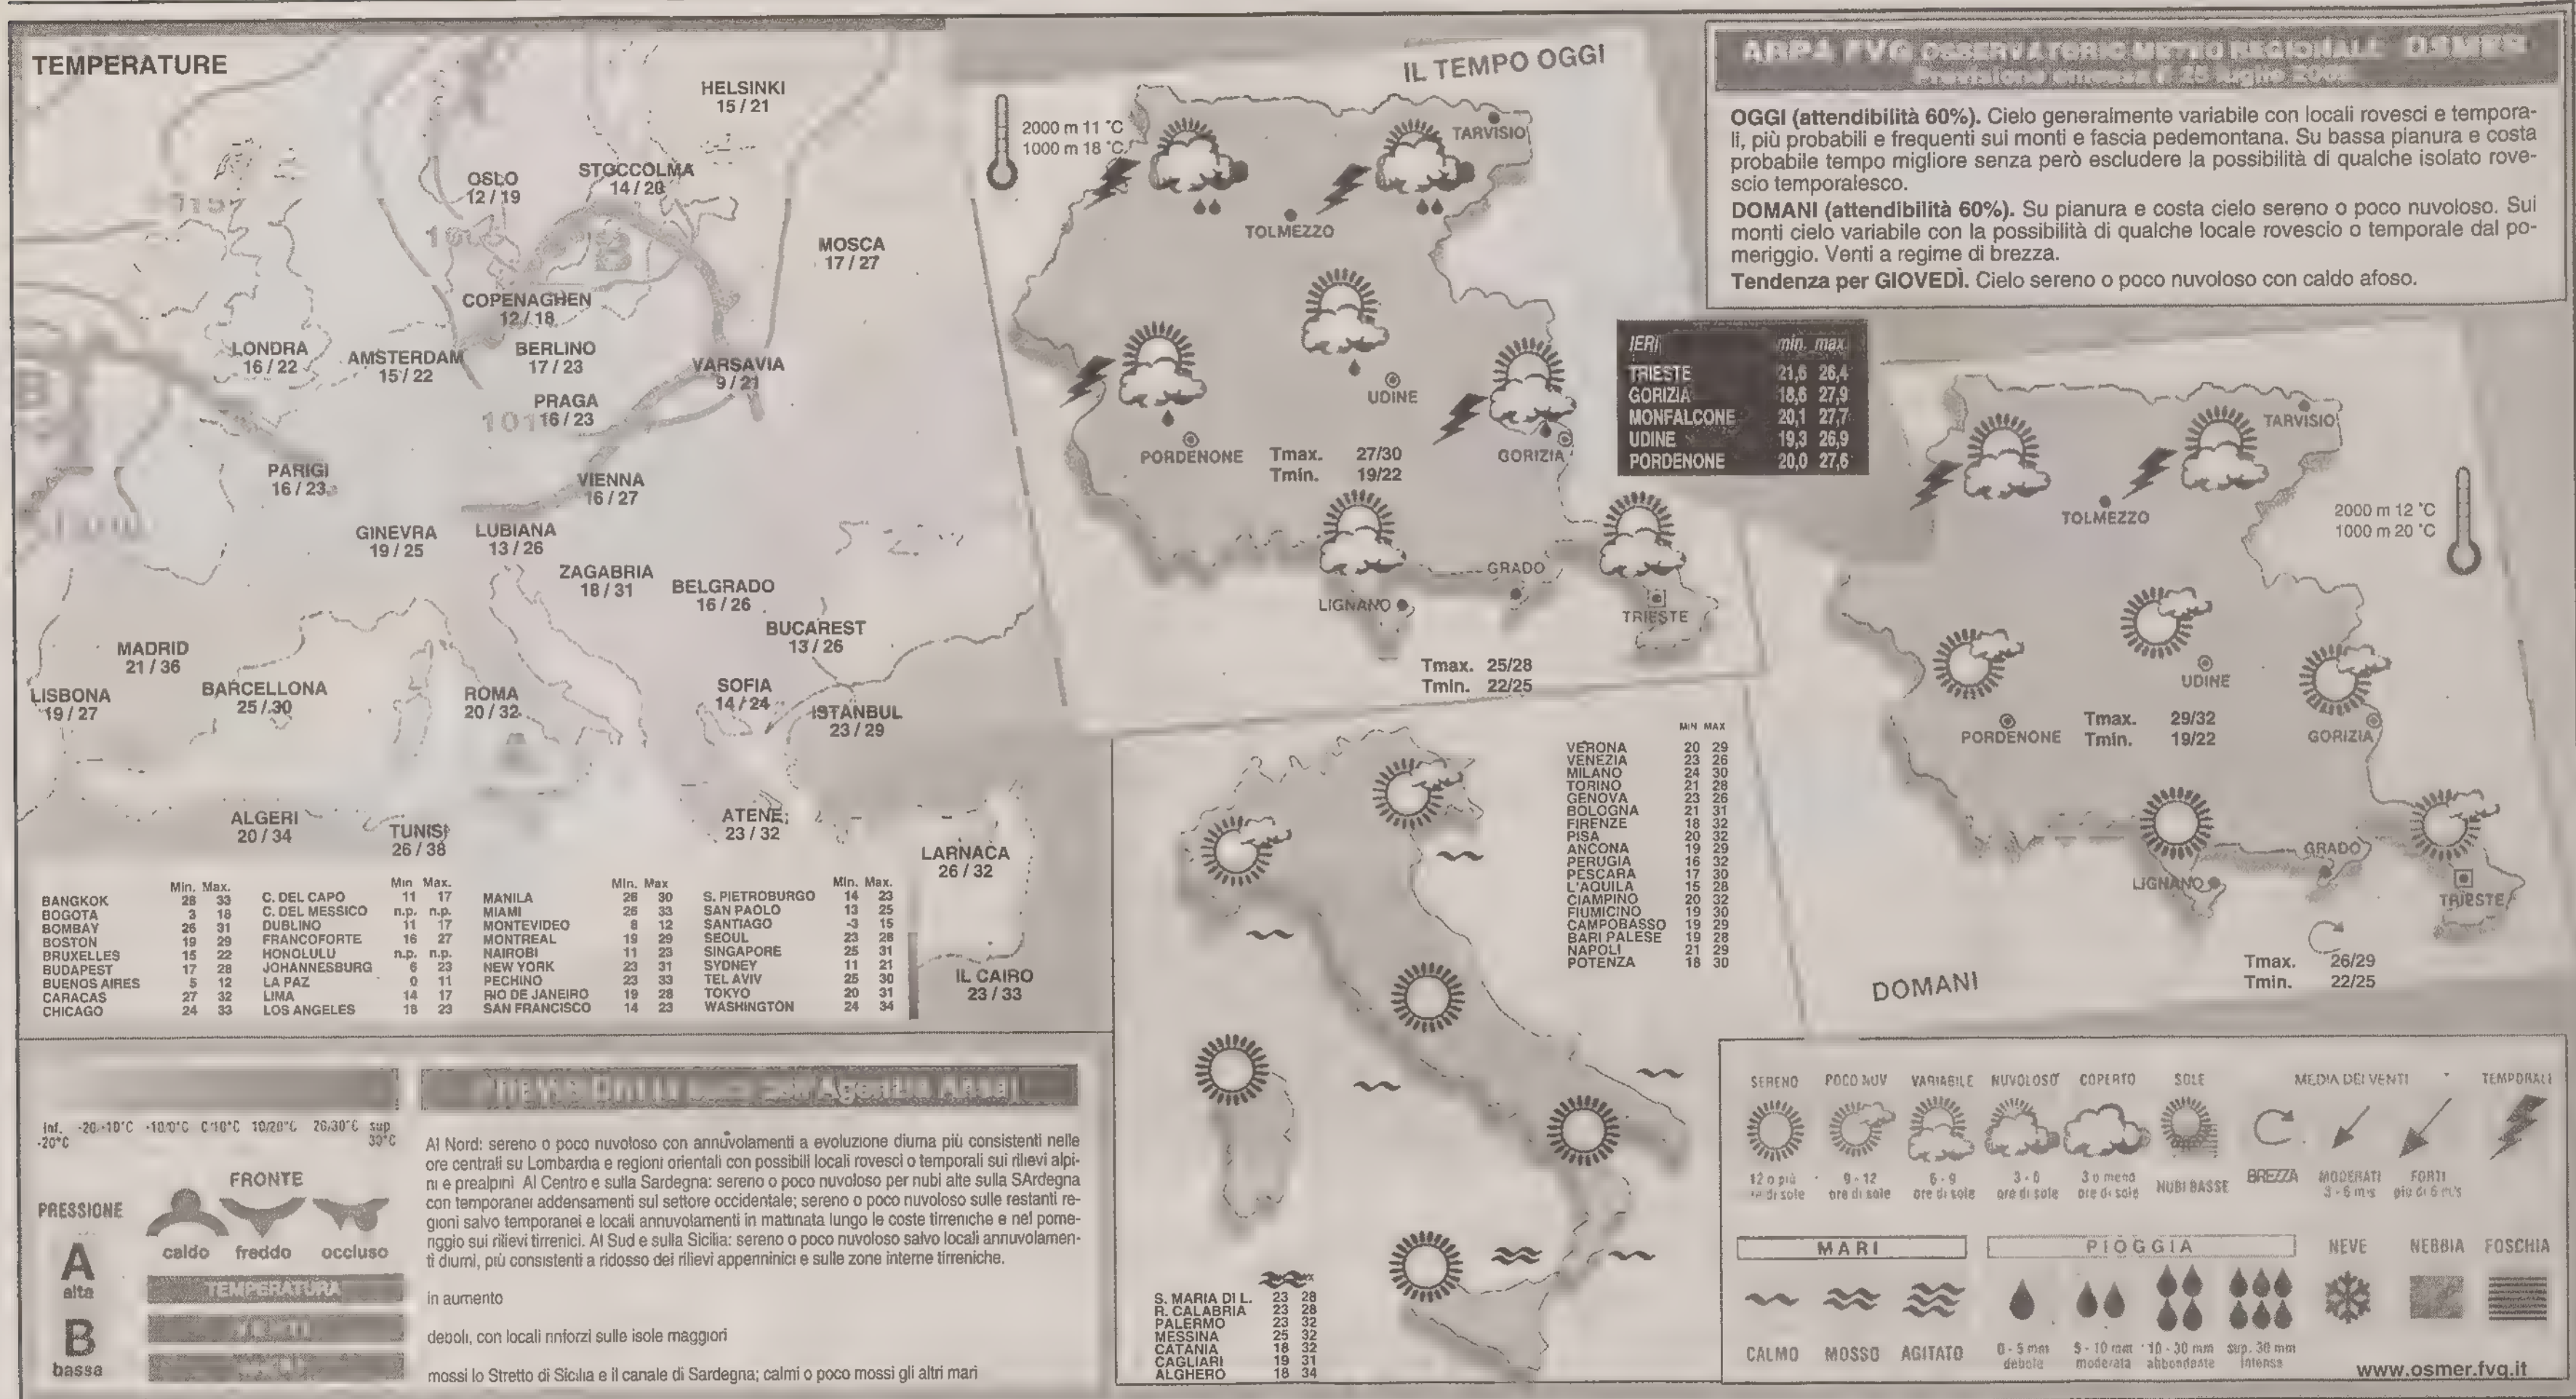 TEMPERATURE
HELSINKI
15 / 21
OSLO
12 / 19
STOCCOLMA
14 / 20
MOSCA
17 / 27
COPENAGHEN
12 / 18
LONDRA
16 / 22
AMSTERDAM
15 / 22
BERLINO
17 / 23
VARSAVIA
9 / 21
PRAGA
16 / 23
PARIGI
16 / 23
VIENNA
16 / 27
GINEVRA
19 / 25
LUBIANA
13 / 26
ZAGABRIA
18 / 31
BELGRADO
16 / 26
BUCAREST
13 / 26
MADRID
21 / 36
LISBONA
19 / 27
BARCELLONA
25 / 30
ROMA
20 / 32
SOFIA
14 / 24
ISTANBUL
23 / 29
ALGERI
20 / 34
TUNISI
26 / 38
ATENE
23 / 32
LARNACA
26 / 32
IL CAIRO
23 / 33
B
B
Min. Max.
BANGKOK 26 33
BOGOTA 3 18
BOMBAY 26 31
BOSTON 19 29
BRUXELLES 15 22
BUDAPEST 17 28
BUENOS AIRES 5 12
CARACAS 27 32
CHICAGO 24 33
Min Max.
C. DEL CAPO 11 17
C. DEL MESSICO n.p. n.p.
DUBLINO 11 17
FRANCOFORTE 16 27
HONOLULU n.p. n.p.
JOHANNESBURG 6 23
LA PAZ 0 11
LIMA 14 17
LOS ANGELES 18 23
Min. Max
MANILA 26 30
MIAMI 26 33
MONTEVIDEO 8 12
MONTREAL 19 29
NAIROBI 11 23
NEW YORK 23 31
PECHINO 23 33
RIO DE JANEIRO 19 28
SAN FRANCISCO 14 23
Min. Max.
S. PIETROBURGO 14 23
SAN PAOLO 13 25
SANTIAGO -3 15
SEOUL 23 28
SINGAPORE 25 31
SYDNEY 11 21
TEL AVIV 25 30
TOKYO 20 31
WASHINGTON 24 34
IL TEMPO OGGI
2000 m 11 °C
1000 m 18 °C
TARVISIO
TOLMEZZO
UDINE
PORDENONE
GORIZIA
Tmax. 27/30
Tmin. 19/22
LIGNANO
GRADO
TRIESTE
Tmax. 25/28
Tmin. 22/25
ARPA FVG OSSERVATORIO METEO REGIONALE OSMER
OGGI (attendibilità 60%). Cielo generalmente variabile con locali rovesci e tempora-
li, più probabili e frequenti sui monti e fascia pedemontana. Su bassa pianura e costa
probabile tempo migliore senza però escludere la possibilità di qualche isolato rove-
scio temporalesco.
DOMANI (attendibilità 60%). Su pianura e costa cielo sereno o poco nuvoloso. Sui
monti cielo variabile con la possibilità di qualche locale rovescio o temporale dal po-
meriggio. Venti a regime di brezza.
Tendenza per GIOVEDÌ. Cielo sereno o poco nuvoloso con caldo afoso.
IERI min. max.
TRIESTE 21,6 26,4
GORIZIA 18,6 27,9
MONFALCONE 20,1 27,7
UDINE 19,3 26,9
PORDENONE 20,0 27,6
TARVISIO
TOLMEZZO
2000 m 12 °C
1000 m 20 °C
UDINE
PORDENONE
GORIZIA
Tmax. 29/32
Tmin. 19/22
LIGNANO
GRADO
TRIESTE
Tmax. 26/29
Tmin. 22/25
DOMANI
MIN MAX
VERONA 20 29
VENEZIA 23 26
MILANO 24 30
TORINO 21 28
GENOVA 23 26
BOLOGNA 21 31
FIRENZE 18 32
PISA 20 32
ANCONA 19 29
PERUGIA 16 32
PESCARA 17 30
L'AQUILA 15 28
CIAMPINO 20 32
FIUMICINO 19 30
CAMPOBASSO 19 29
BARI PALESE 19 28
NAPOLI 21 29
POTENZA 18 30
S. MARIA DI L. 23 28
R. CALABRIA 23 28
PALERMO 23 32
MESSINA 25 32
CATANIA 18 32
CAGLIARI 19 31
ALGHERO 18 34
inf. -20/-10°C -10/0°C 0/10°C 10/20°C 20/30°C sup
-20°C 30°C
FRONTE
PRESSIONE
caldo freddo occluso
A
alta
B
bassa
TEMPERATURA
Al Nord: sereno o poco nuvoloso con annuvolamenti a evoluzione diurna più consistenti nelle
ore centrali su Lombardia e regioni orientali con possibili locali rovesci o temporali sui rilievi alpi-
ni e prealpini Al Centro e sulla Sardegna: sereno o poco nuvoloso per nubi alte sulla SArdegna
con temporanei addensamenti sul settore occidentale; sereno o poco nuvoloso sulle restanti re-
gioni salvo temporanei e locali annuvolamenti in mattinata lungo le coste tirreniche e nel pome-
riggio sui rilievi tirrenici. Al Sud e sulla Sicilia: sereno o poco nuvoloso salvo locali annuvolamen-
ti diurni, più consistenti a ridosso dei rilievi appenninici e sulle zone interne tirreniche.
in aumento
deboli, con locali rinforzi sulle isole maggiori
mossi lo Stretto di Sicilia e il canale di Sardegna; calmi o poco mossi gli altri mari
SERENO POCO NUV VARIABILE NUVOLOSO COPERTO SOLE MEDIA DEI VENTI TEMPORALI
12 o più 9 - 12 6 - 9 3 - 6 3 o meno
di sole ore di sole ore di sole ore di sole ore di sole NUBI BASSE
BREZZA MODERATI FORTI
3 - 6 m/s più di 6 m/s
MARI PIOGGIA NEVE NEBBIA FOSCHIA
CALMO MOSSO AGITATO
0 - 5 mm 5 - 10 mm 10 - 30 mm sup. 30 mm
debole moderata abbondante intensa
www.osmer.fvg.it